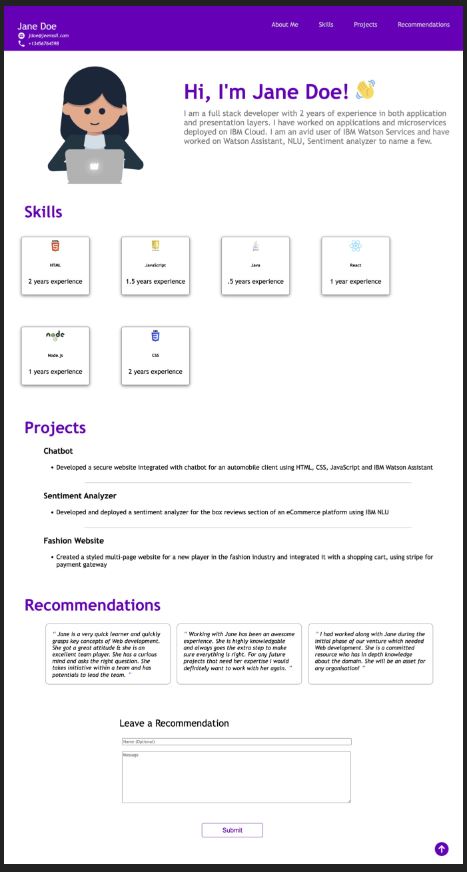 Jane Doe
jdoe@jeemail.com
+13456784398
About Me Skills Projects Recommendations
Hi, I'm Jane Doe!
I am a full stack developer with 2 years of experience in both application
and presentation layers. I have worked on applications and microservices
deployed on IBM Cloud. I am an avid user of IBM Watson Services and have
worked on Watson Assistant, NLU, Sentiment analyzer to name a few.
Skills
HTML
2 years experience
JavaScript
1.5 years experience
Java
.5 years experience
React
1 year experience
node
Node.js
1 years experience
CSS
2 years experience
Projects
Chatbot
• Developed a secure website integrated with chatbot for an automobile client using HTML, CSS, JavaScript and IBM Watson Assistant
Sentiment Analyzer
• Developed and deployed a sentiment analyzer for the box reviews section of an eCommerce platform using IBM NLU
Fashion Website
• Created a styled multi-page website for a new player in the fashion industry and integrated it with a shopping cart, using stripe for
payment gateway
Recommendations
" Jane is a very quick learner and quickly
grasps key concepts of Web development.
She got a great attitude & she is an
excellent team player. She has a curious
mind and asks the right question. She
takes initiative within a team and has
potentials to lead the team. "
" Working with Jane has been an awesome
experience. She is highly knowledgable
and always goes the extra step to make
sure everything is right. For any future
projects that need her expertise I would
definitely want to work with her again. "
" I had worked along with Jane during the
initial phase of our venture which needed
Web development. She is a committed
resource who has in depth knowledge
about the domain. She will be an asset for
any organisation! "
Leave a Recommendation
Name (Optional)
Message
Submit